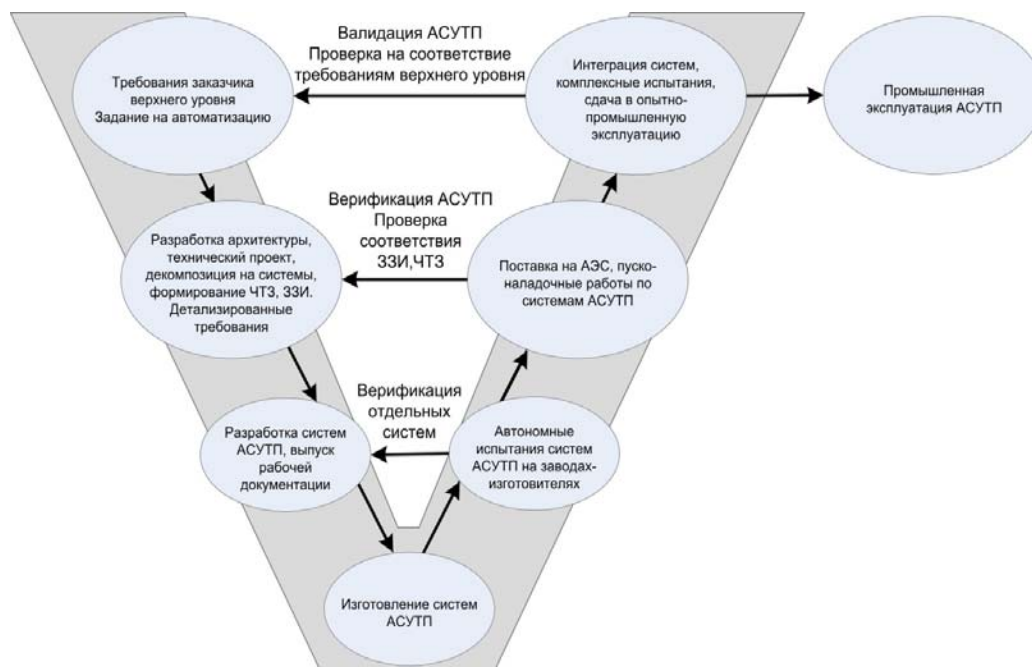 Валидация АСУТП
Проверка на соответствие
требованиям верхнего уровня
Требования заказчика
верхнего уровня
Задание на автоматизацию
Интеграция систем,
комплексные испытания,
сдача в опытно-
промышленную
эксплуатацию
Промышленная
эксплуатация АСУТП
Верификация АСУТП
Проверка
соответствия
ЗЗИ,ЧТЗ
Разработка архитектуры,
технический проект,
декомпозиция на системы,
формирование ЧТЗ, ЗЗИ.
Детализированные
требования
Поставка на АЭС, пуско-
наладочные работы по
системам АСУТП
Верификация
отдельных
систем
Разработка систем
АСУТП, выпуск
рабочей
документации
Автономные
испытания систем
АСУТП на заводах-
изготовителях
Изготовление систем
АСУТП